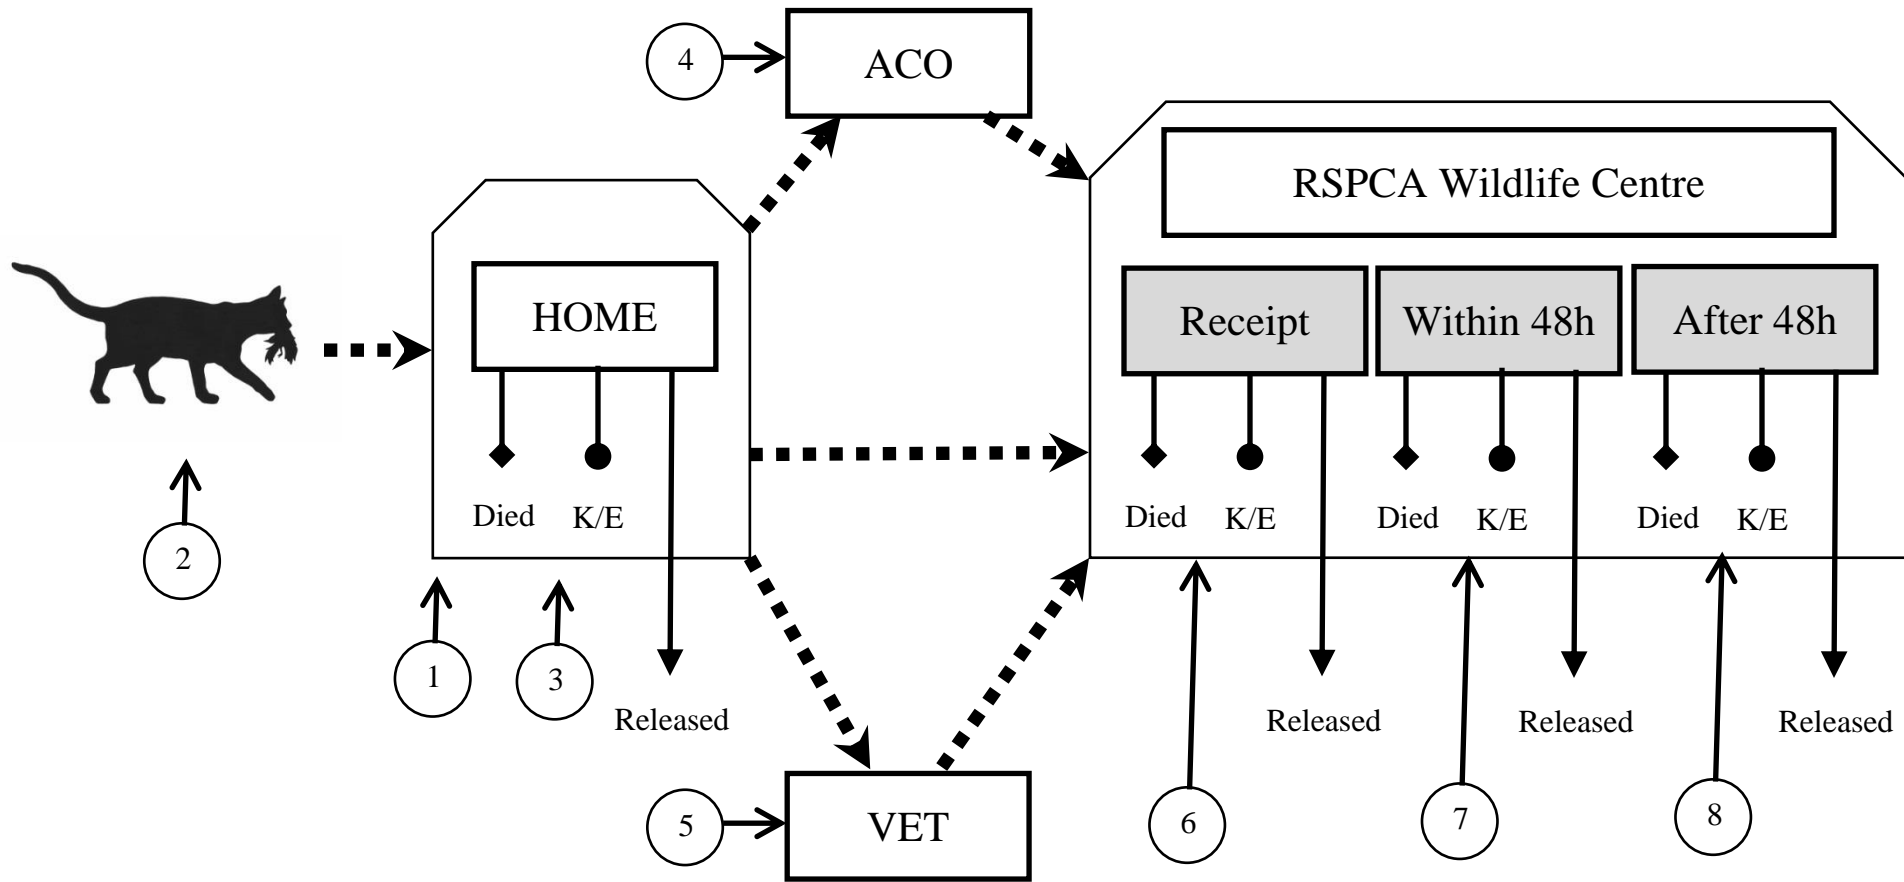 4
ACO
RSPCA Wildlife Centre
HOME
Receipt
Within 48h
After 48h
Died
K/E
Died
K/E
Died
K/E
Died
K/E
2
1
3
Released
Released
Released
Released
5
VET
6
7
8